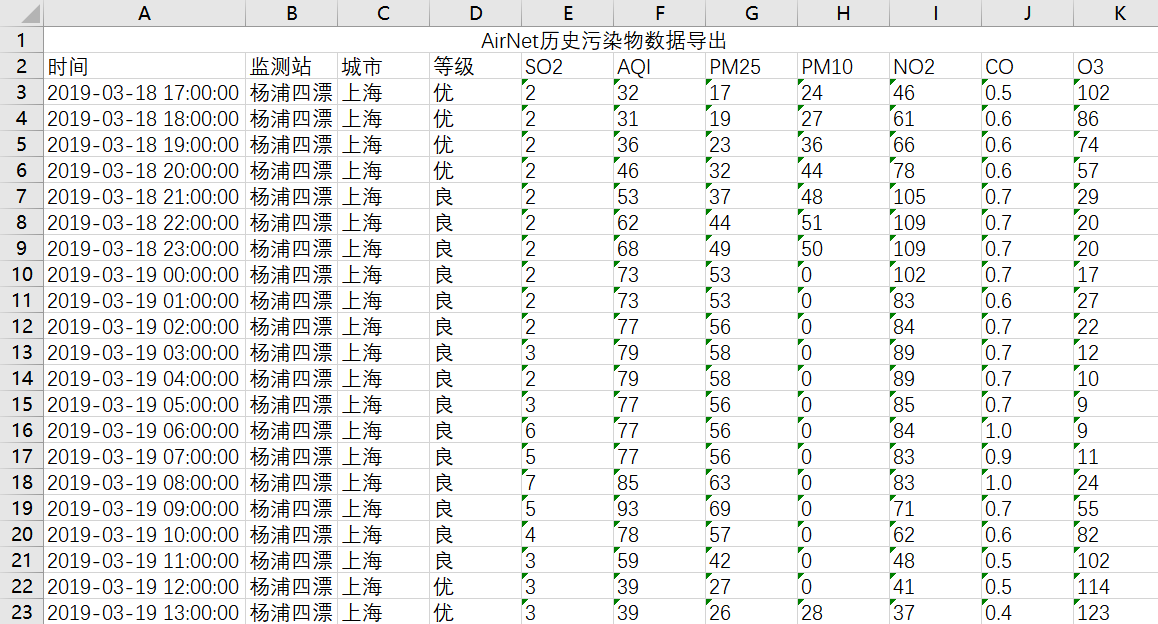 A B C D E F G H I J K
1 AirNet历史污染物数据导出
2 时间 监测站 城市 等级 SO2 AQI PM25 PM10 NO2 CO O3
3 2019-03-18 17:00:00 杨浦四漂 上海 优 2 32 17 24 46 0.5 102
4 2019-03-18 18:00:00 杨浦四漂 上海 优 2 31 19 27 61 0.6 86
5 2019-03-18 19:00:00 杨浦四漂 上海 优 2 36 23 36 66 0.6 74
6 2019-03-18 20:00:00 杨浦四漂 上海 优 2 46 32 44 78 0.6 57
7 2019-03-18 21:00:00 杨浦四漂 上海 良 2 53 37 48 105 0.7 29
8 2019-03-18 22:00:00 杨浦四漂 上海 良 2 62 44 51 109 0.7 20
9 2019-03-18 23:00:00 杨浦四漂 上海 良 2 68 49 50 109 0.7 20
10 2019-03-19 00:00:00 杨浦四漂 上海 良 2 73 53 0 102 0.7 17
11 2019-03-19 01:00:00 杨浦四漂 上海 良 2 73 53 0 83 0.6 27
12 2019-03-19 02:00:00 杨浦四漂 上海 良 2 77 56 0 84 0.7 22
13 2019-03-19 03:00:00 杨浦四漂 上海 良 3 79 58 0 89 0.7 12
14 2019-03-19 04:00:00 杨浦四漂 上海 良 2 79 58 0 89 0.7 10
15 2019-03-19 05:00:00 杨浦四漂 上海 良 3 77 56 0 85 0.7 9
16 2019-03-19 06:00:00 杨浦四漂 上海 良 6 77 56 0 84 1.0 9
17 2019-03-19 07:00:00 杨浦四漂 上海 良 5 77 56 0 83 0.9 11
18 2019-03-19 08:00:00 杨浦四漂 上海 良 7 85 63 0 83 1.0 24
19 2019-03-19 09:00:00 杨浦四漂 上海 良 5 93 69 0 71 0.7 55
20 2019-03-19 10:00:00 杨浦四漂 上海 良 4 78 57 0 62 0.6 82
21 2019-03-19 11:00:00 杨浦四漂 上海 良 3 59 42 0 48 0.5 102
22 2019-03-19 12:00:00 杨浦四漂 上海 优 3 39 27 0 41 0.5 114
23 2019-03-19 13:00:00 杨浦四漂 上海 优 3 39 26 28 37 0.4 123